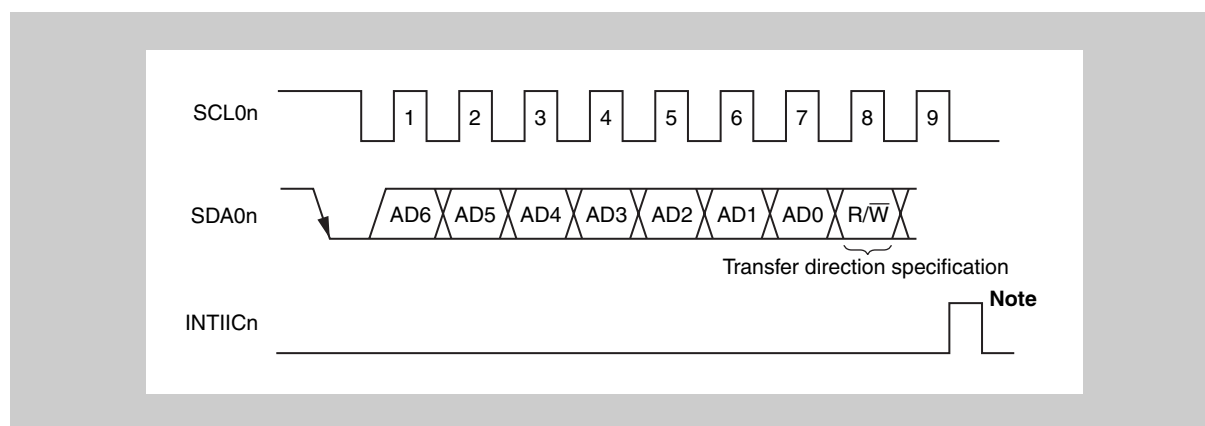 SCL0n 1 2 3 4 5 6 7 8 9
SDA0n AD6 AD5 AD4 AD3 AD2 AD1 AD0 R/W̅
Transfer direction specification
Note
INTIICn